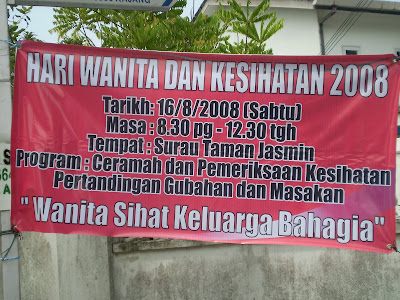 HARI WANITA DAN KESIHATAN 2008
Tarikh: 16/8/2008 (Sabtu)
Masa : 8.30 pg - 12.30 tgh
Tempat : Surau Taman Jasmin
Program : Ceramah dan Pemeriksaan Kesihatan
Pertandingan Gubahan dan Masakan
" Wanita Sihat Keluarga Bahagia"